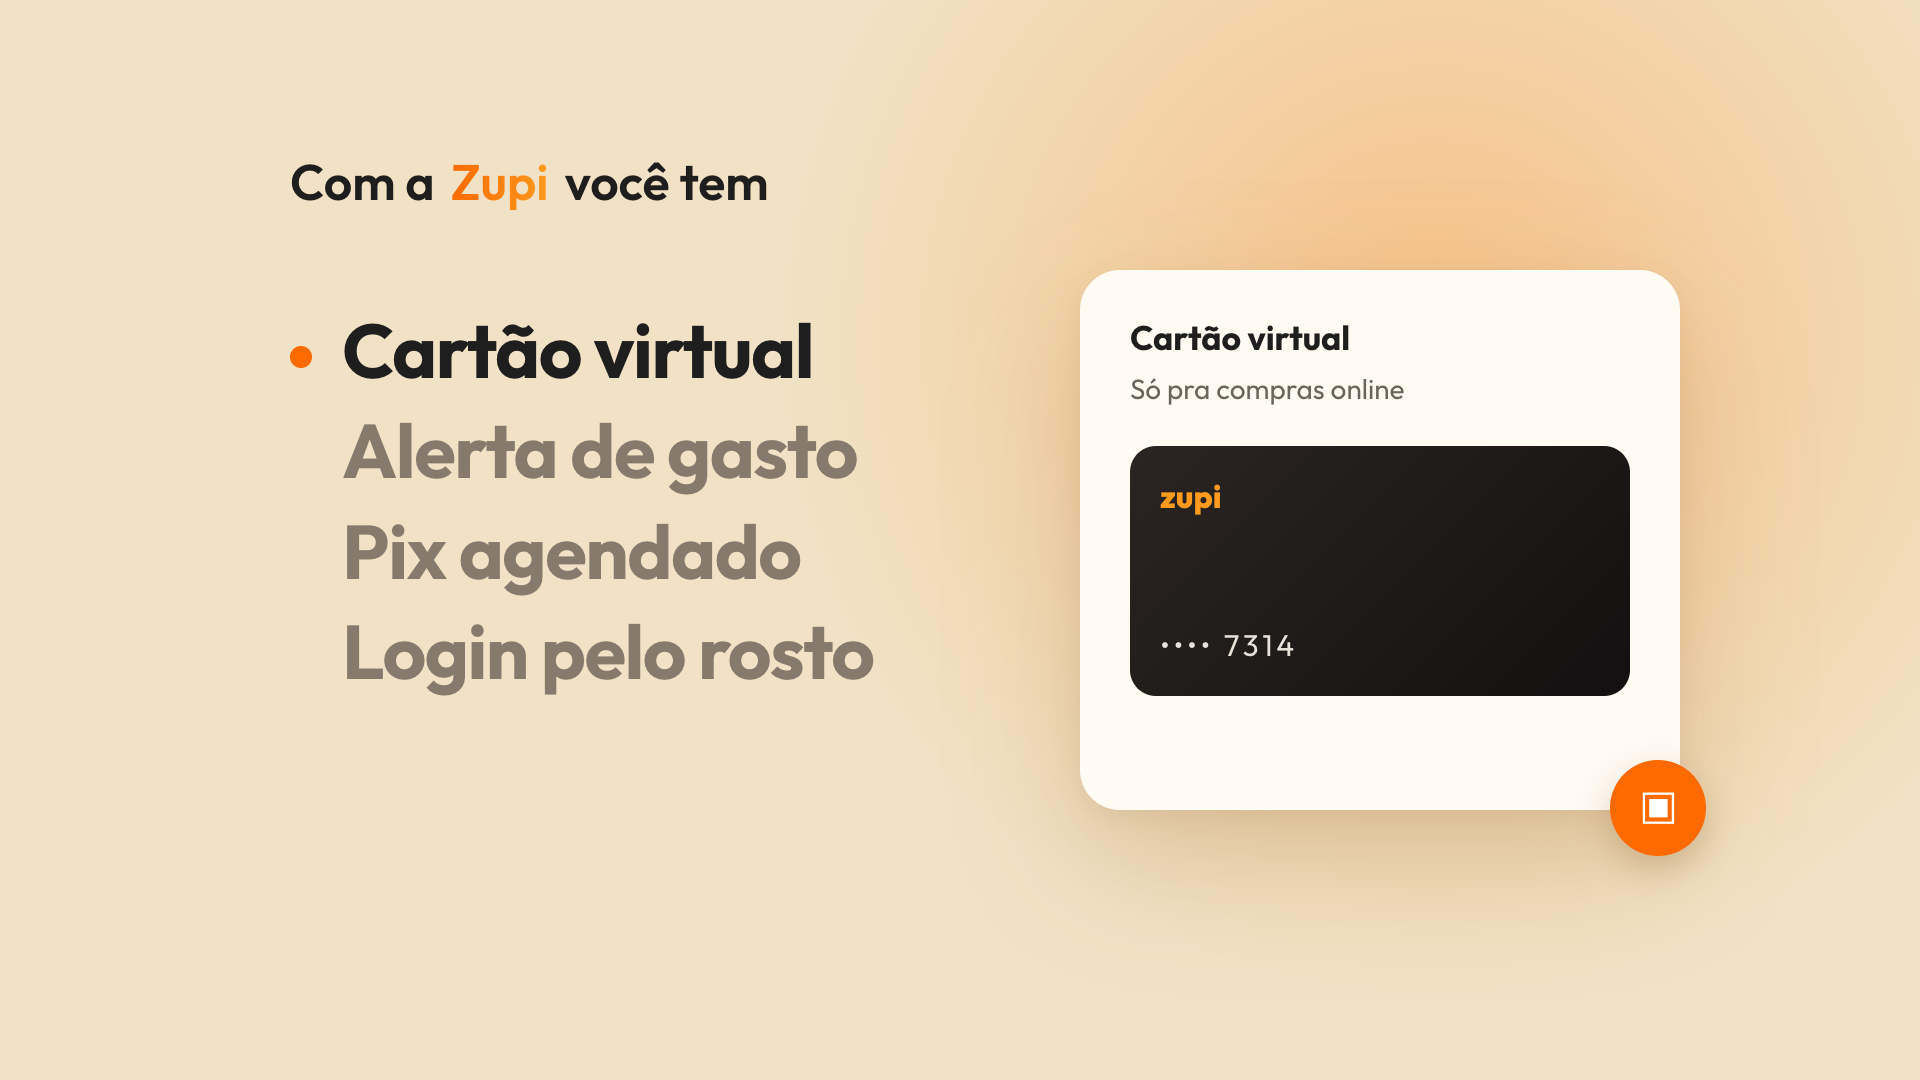 Com a Zupi você tem
Cartão virtual
Alerta de gasto
Pix agendado
Login pelo rosto
Cartão virtual
Só pra compras online
zupi
•••• 7314